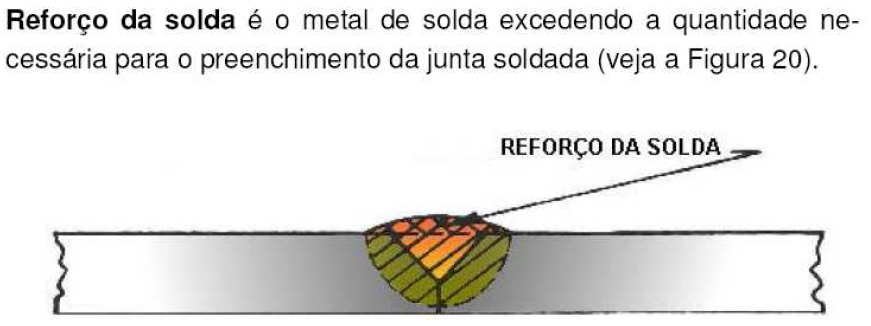 Reforço da solda é o metal de solda excedendo a quantidade ne-
cessária para o preenchimento da junta soldada (veja a Figura 20).
REFORÇO DA SOLDA